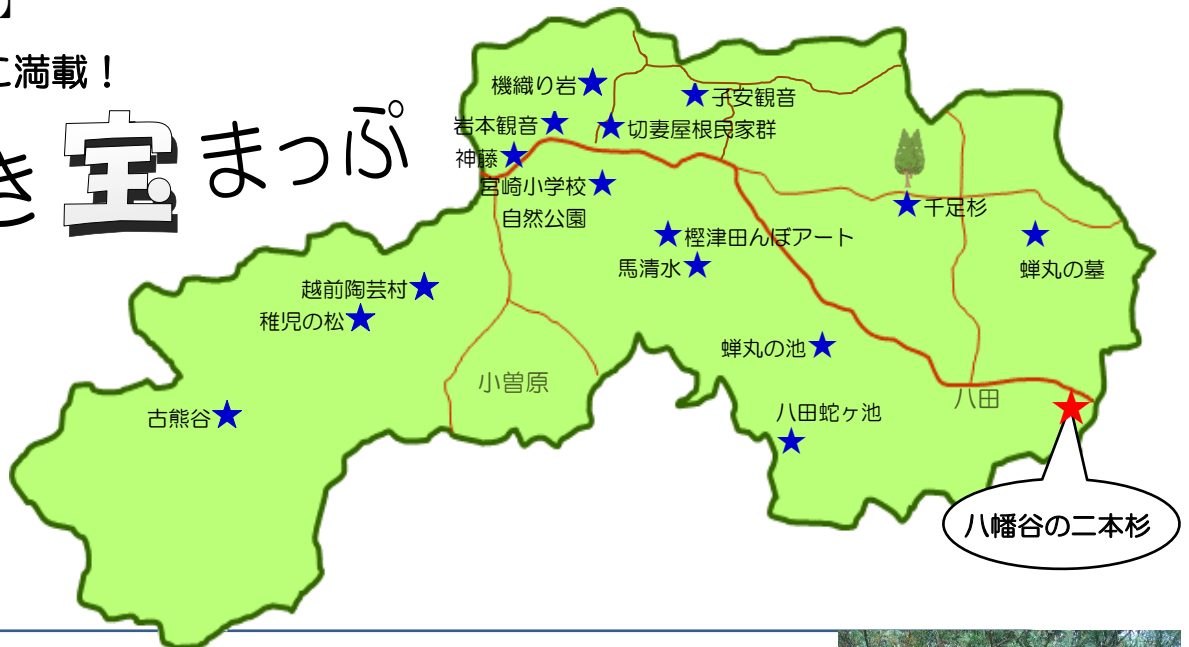 】
に満載！
き宝まっぷ
機織り岩
子安観音
岩本観音
切妻屋根民家群
神藤
宮崎小学校
自然公園
千足杉
樫津田んぼアート
馬清水
蝉丸の墓
越前陶芸村
稚児の松
蝉丸の池
小曽原
八田
古熊谷
八田蛇ヶ池
八幡谷の二本杉